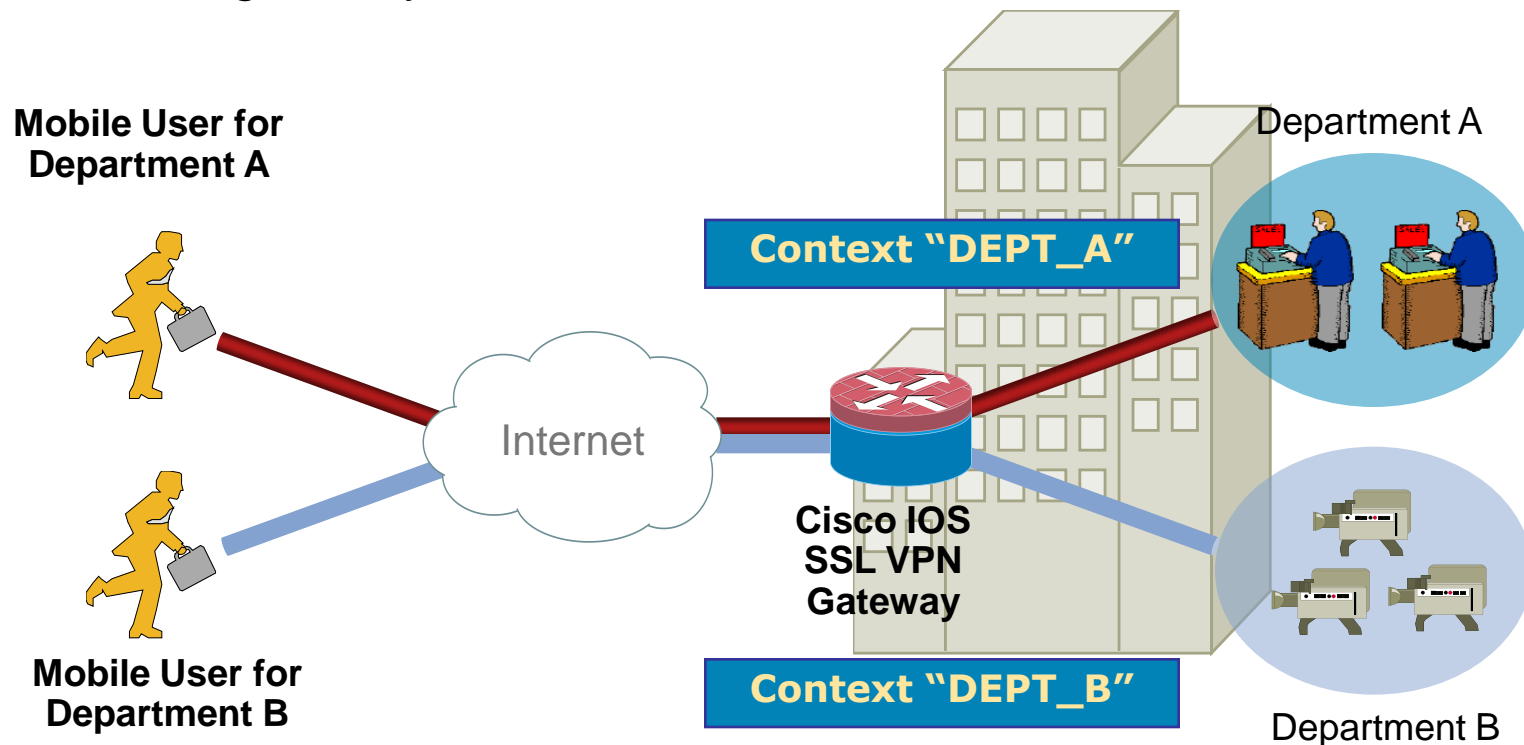 Mobile User for
Department A
Department A
Context “DEPT_A”
SALE!
Internet
Cisco IOS
SSL VPN
Gateway
Context “DEPT_B”
Mobile User for
Department B
Department B